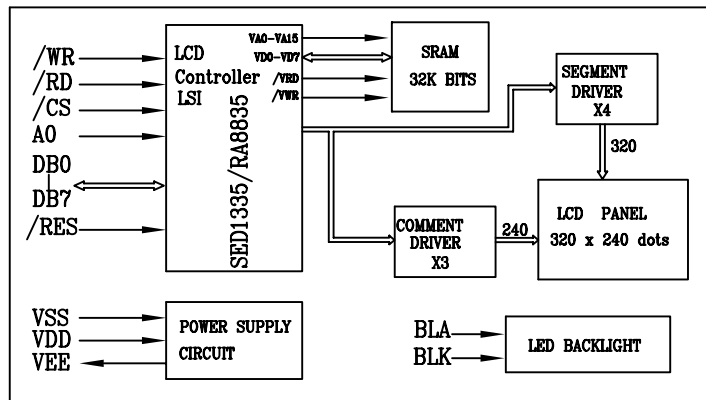 /WR
/RD
/CS
A0
DB0
DB7
/RES
LCD
Controller
LSI
SED1335/RA8835
VA0-VA15
VD0-VD7
/VRD
/VWR
SRAM
32K BITS
SEGMENT
DRIVER
X4
320
COMMENT
DRIVER
X3
240
LCD PANEL
320 x 240 dots
VSS
VDD
VEE
POWER SUPPLY
CIRCUIT
BLA
BLK
LED BACKLIGHT